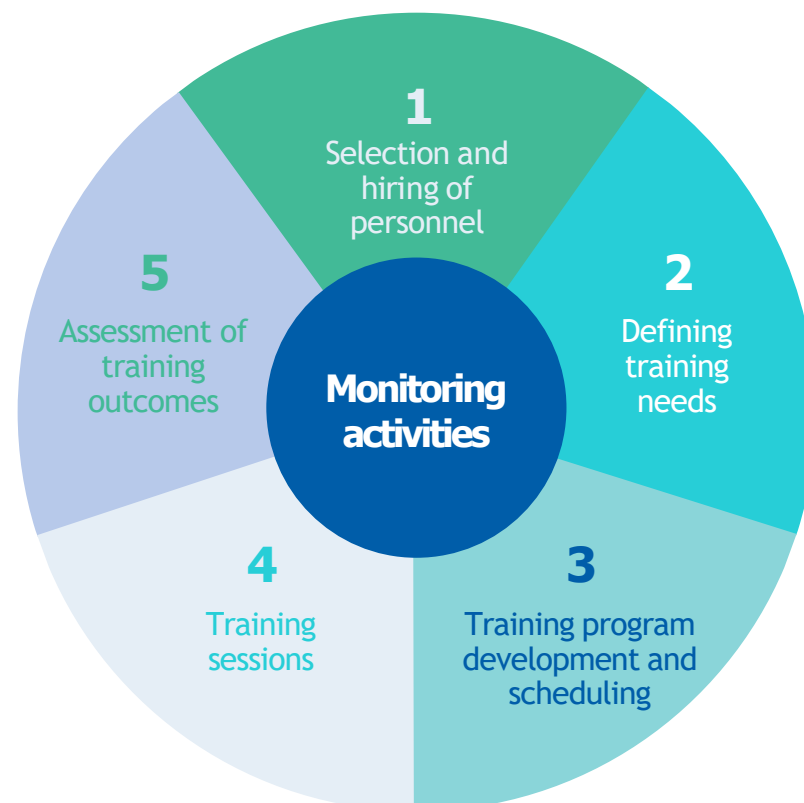 1
Selection and
hiring of
personnel
2
Defining
training
needs
3
Training program
development and
scheduling
4
Training
sessions
5
Assessment of
training
outcomes
Monitoring
activities